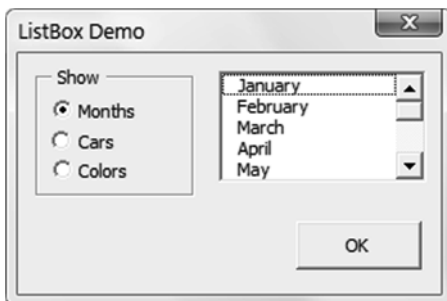 ListBox Demo
Show
Months
Cars
Colors
January
February
March
April
May
OK